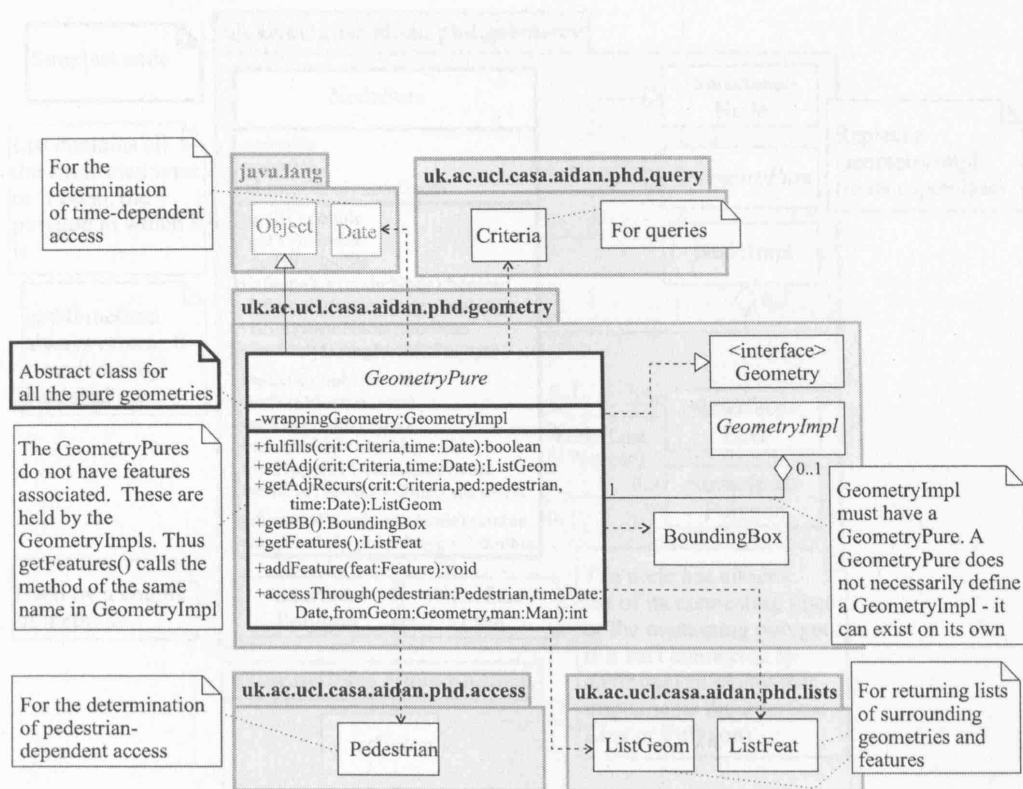 For the
determination
of time-dependent
access
java.lang
Object
Date
uk.ac.ucl.casa.aidan.phd.query
Criteria
For queries
uk.ac.ucl.casa.aidan.phd.geometry
Abstract class for
all the pure geometries
GeometryPure
-wrappingGeometry:GeometryImpl
+fulfills(crit:Criteria,time:Date):boolean
+getAdj(crit:Criteria,time:Date):ListGeom
+getAdjRecurs(crit:Criteria,ped:pedestrian,
time:Date):ListGeom
+getBB():BoundingBox
+getFeatures():ListFeat
+addFeature(feat:Feature):void
+accessThrough(pedestrian:Pedestrian,timeDate:
Date,fromGeom:Geometry,man:Many):int
<interface>
Geometry
GeometryImpl
0..1
1
BoundingBox
The GeometryPures
do not have features
associated. These are
held by the
GeometryImpls. Thus
getFeatures() calls the
method of the same
name in GeometryImpl
GeometryImpl
must have a
GeometryPure. A
GeometryPure does
not necessarily define
a GeometryImpl - it
can exist on its own
For the determination
of pedestrian-
dependent access
uk.ac.ucl.casa.aidan.phd.access
Pedestrian
uk.ac.ucl.casa.aidan.phd.lists
ListGeom
ListFeat
For returning lists
of surrounding
geometries and
features